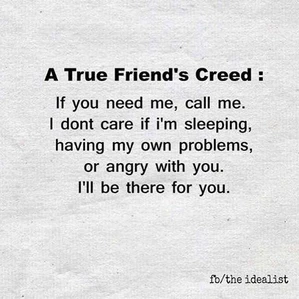 A True Friend's Creed :
If you need me, call me.
I dont care if i'm sleeping,
having my own problems,
or angry with you.
I'll be there for you.
fb/the idealist